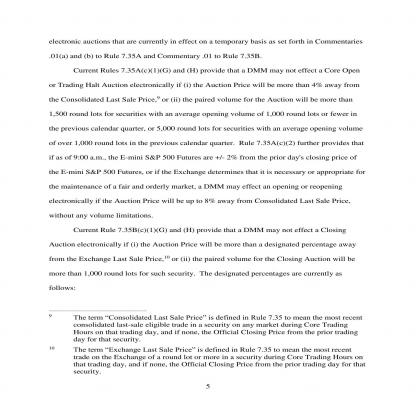 electronic auctions that are currently in effect on a temporary basis as set forth in Commentaries
.01(a) and (b) to Rule 7.35A and Commentary .01 to Rule 7.35B.
Current Rules 7.35A(c)(1)(G) and (H) provide that a DMM may not effect a Core Open
or Trading Halt Auction electronically if (i) the Auction Price will be more than 4% away from
the Consolidated Last Sale Price,9 or (ii) the paired volume for the Auction will be more than
1,500 round lots for securities with an average opening volume of 1,000 round lots or fewer in
the previous calendar quarter, or 5,000 round lots for securities with an average opening volume
of over 1,000 round lots in the previous calendar quarter. Rule 7.35A(c)(2) further provides that
if as of 9:00 a.m., the E-mini S&P 500 Futures are +/- 2% from the prior day's closing price of
the E-mini S&P 500 Futures, or if the Exchange determines that it is necessary or appropriate for
the maintenance of a fair and orderly market, a DMM may effect an opening or reopening
electronically if the Auction Price will be up to 8% away from Consolidated Last Sale Price,
without any volume limitations.
Current Rule 7.35B(c)(1)(G) and (H) provide that a DMM may not effect a Closing
Auction electronically if (i) the Auction Price will be more than a designated percentage away
from the Exchange Last Sale Price,10 or (ii) the paired volume for the Closing Auction will be
more than 1,000 round lots for such security. The designated percentages are currently as
follows:
9 The term “Consolidated Last Sale Price” is defined in Rule 7.35 to mean the most recent
consolidated last-sale eligible trade in a security on any market during Core Trading
Hours on that trading day, and if none, the Official Closing Price from the prior trading
day for that security.
10 The term “Exchange Last Sale Price” is defined in Rule 7.35 to mean the most recent
trade on the Exchange of a round lot or more in a security during Core Trading Hours on
that trading day, and if none, the Official Closing Price from the prior trading day for that
security.
5